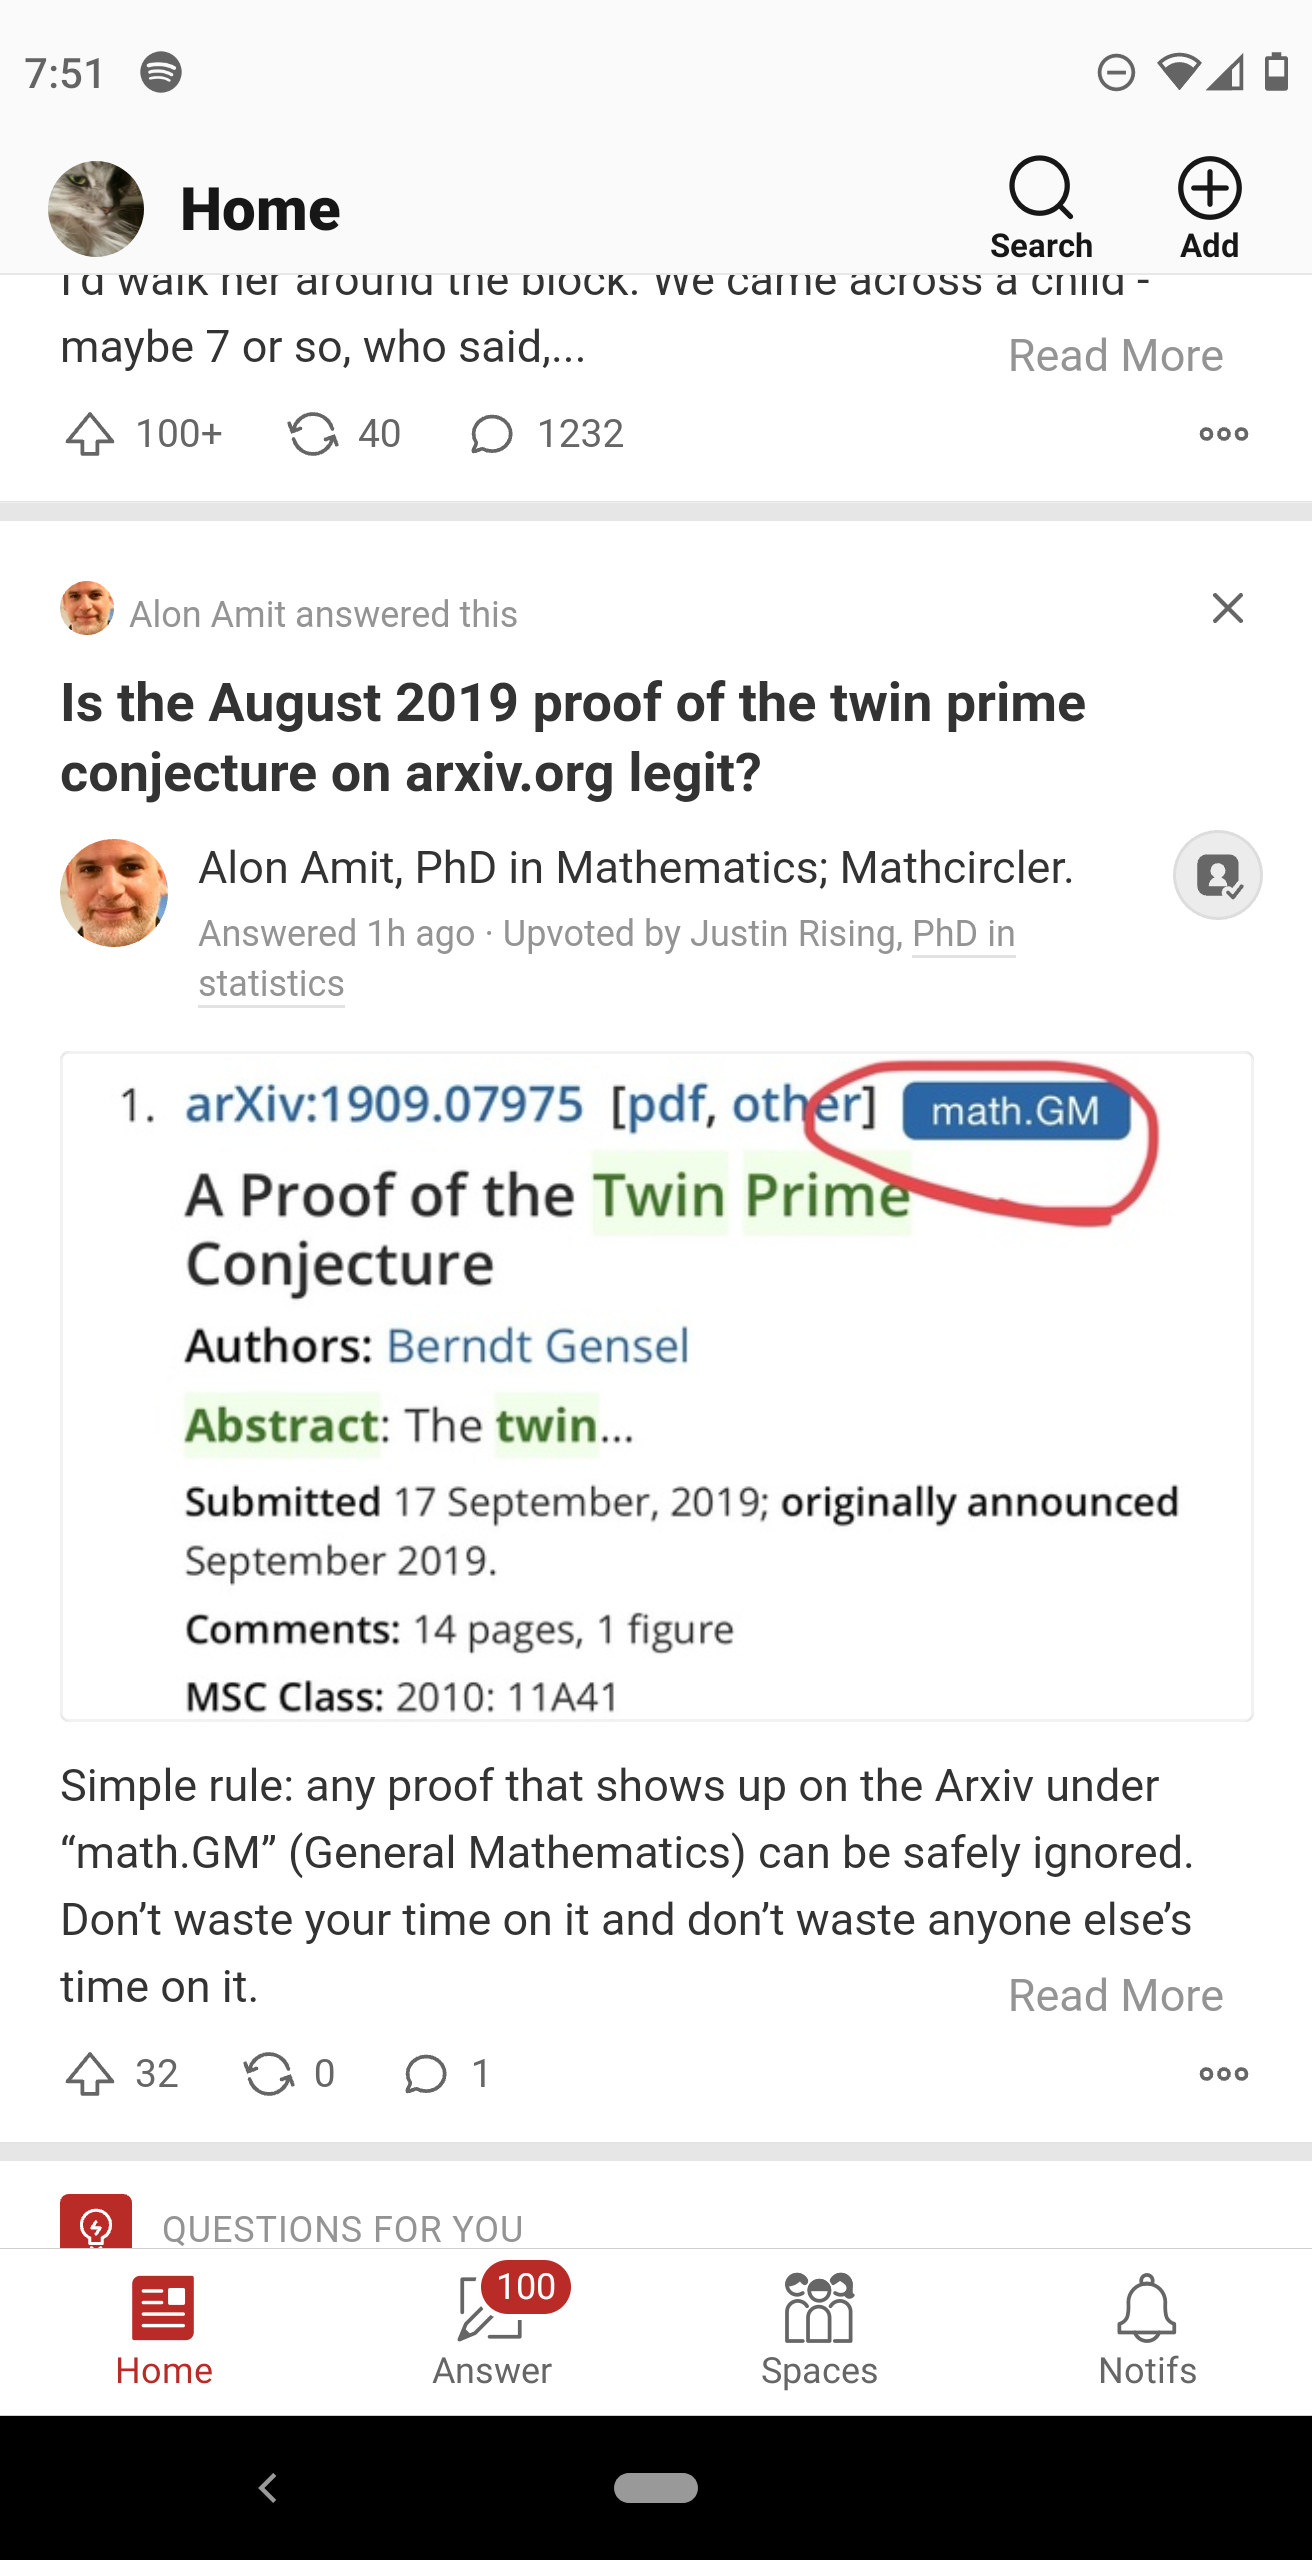 7:51
Home
Search
Add
I'd walk her around the block. We came across a child -
maybe 7 or so, who said,...
Read More
100+
40
1232
Alon Amit answered this
Is the August 2019 proof of the twin prime
conjecture on arxiv.org legit?
Alon Amit, PhD in Mathematics; Mathcircler.
Answered 1h ago · Upvoted by Justin Rising, PhD in
statistics
1. arXiv:1909.07975 [pdf, other] math.GM
A Proof of the Twin Prime
Conjecture
Authors: Berndt Gensel
Abstract: The twin...
Submitted 17 September, 2019; originally announced
September 2019.
Comments: 14 pages, 1 figure
MSC Class: 2010: 11A41
Simple rule: any proof that shows up on the Arxiv under
“math.GM” (General Mathematics) can be safely ignored.
Don’t waste your time on it and don’t waste anyone else’s
time on it.
Read More
32
0
1
QUESTIONS FOR YOU
100
Home
Answer
Spaces
Notifs